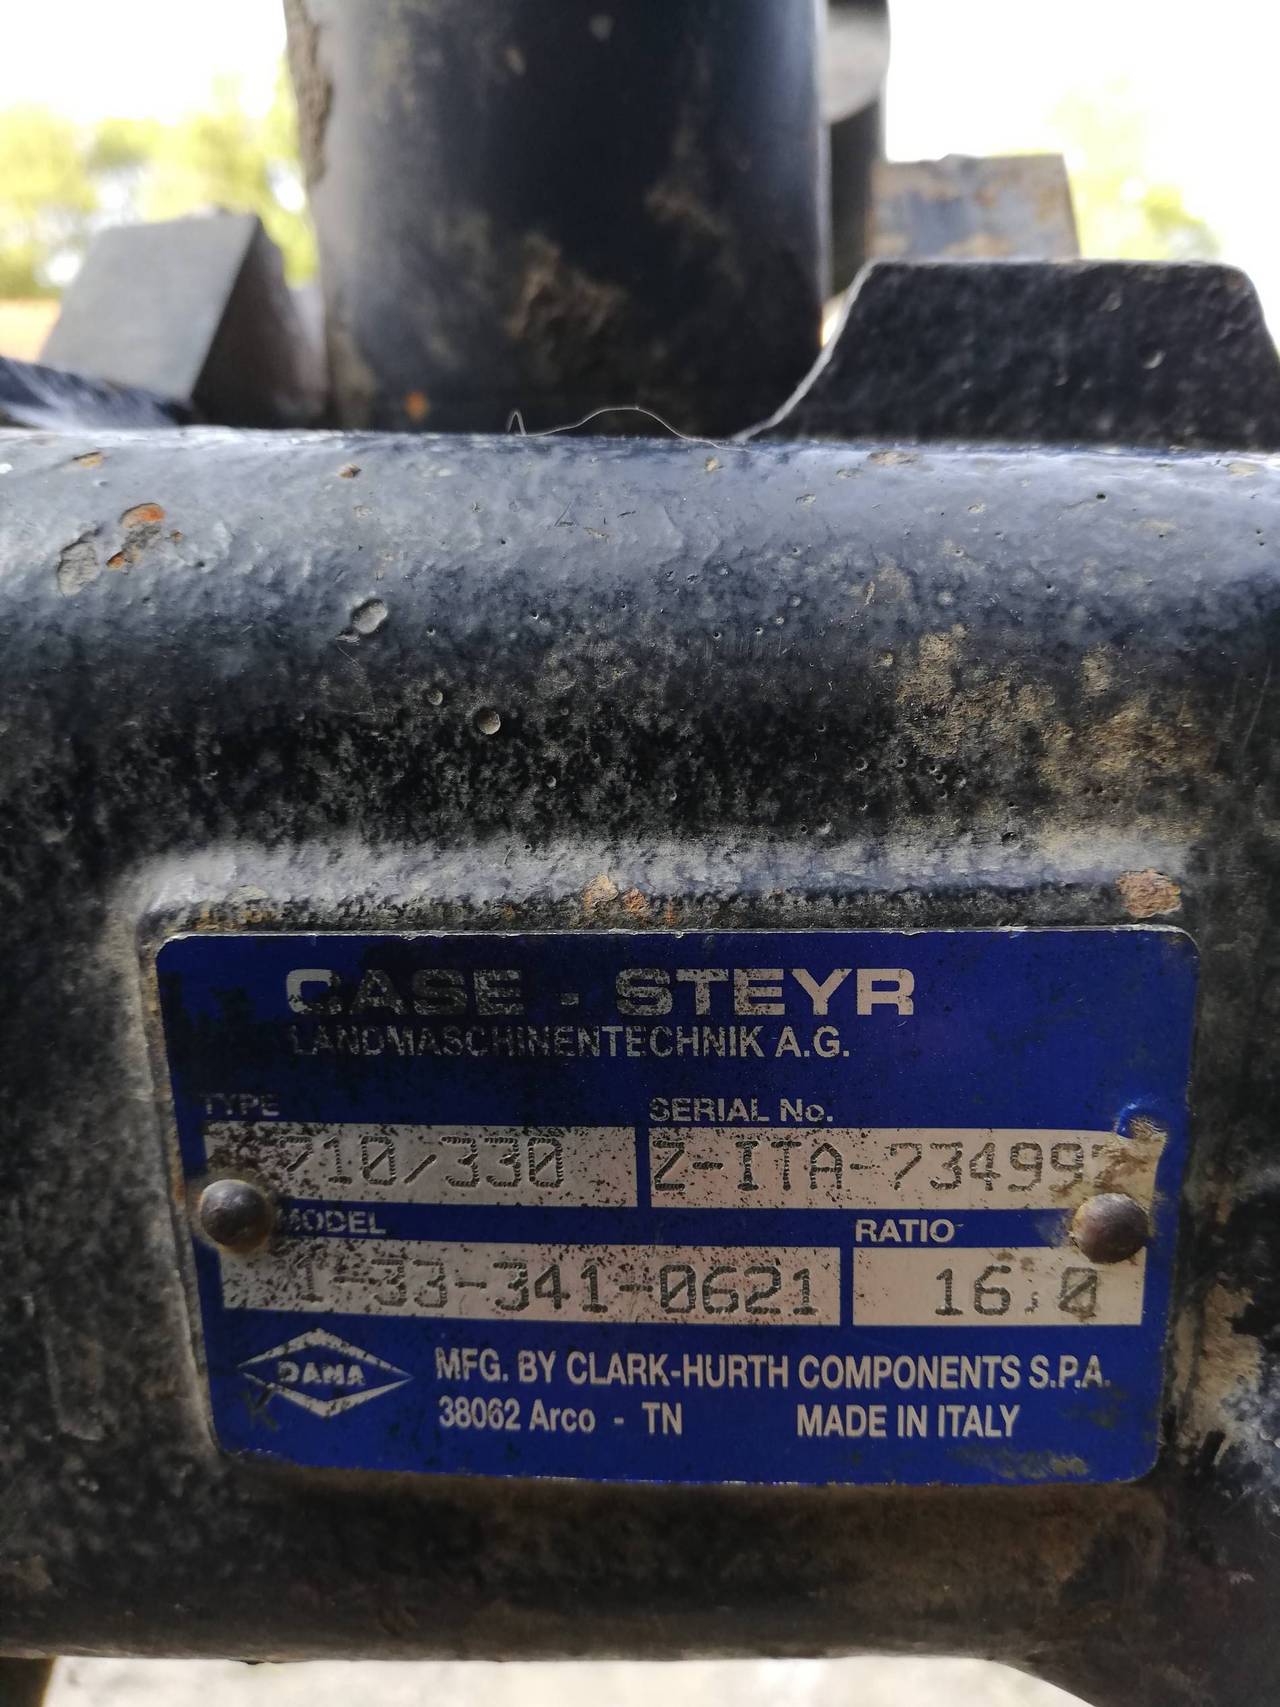 CASE - STEYR
LANDMASCHINENTECHNIK A.G.
TYPE SERIAL No.
710/330 Z-ITA-734997
MODEL RATIO
1-33-341-0621 16,0
DANA MFG. BY CLARK-HURTH COMPONENTS S.P.A.
38062 Arco - TN MADE IN ITALY